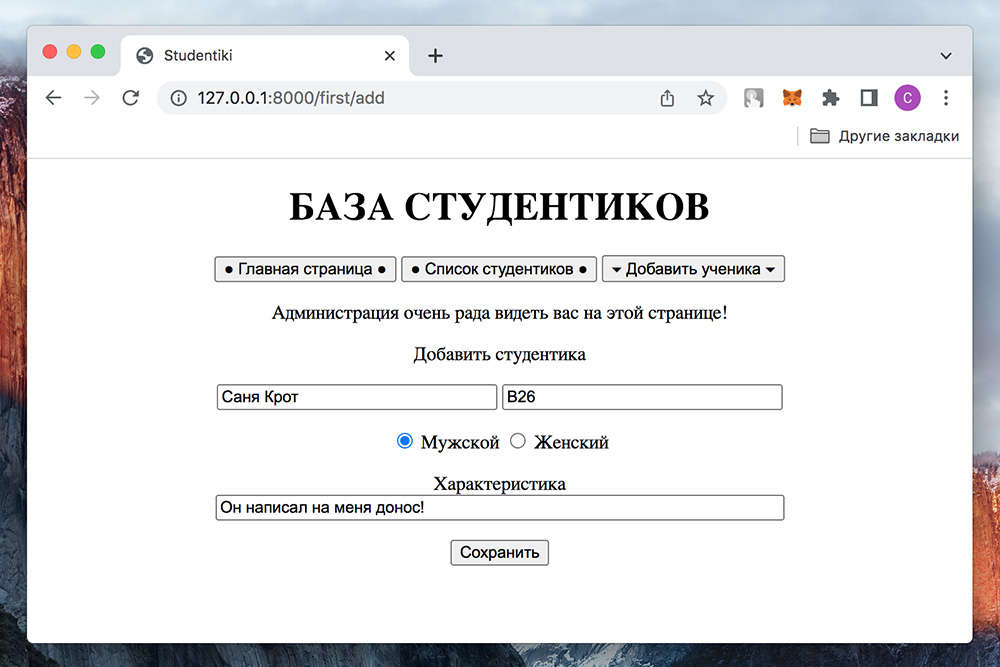 Studentiki
127.0.0.1:8000/first/add
C
Другие закладки
БАЗА СТУДЕНТИКОВ
● Главная страница ● ● Список студентиков ● ▾ Добавить ученика ▾
Администрация очень рада видеть вас на этой странице!
Добавить студентика
Саня Крот B26
Мужской Женский
Характеристика
Он написал на меня донос!
Сохранить